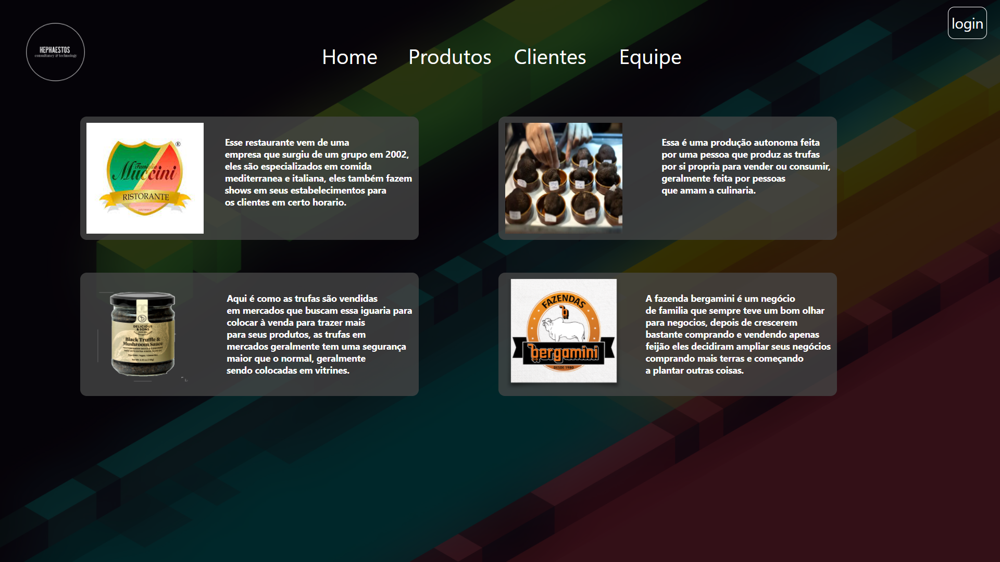 login
HEPHAESTOS
consultancy & technology
Home Produtos Clientes Equipe
®
Famiglia
Muccini
RISTORANTE
Esse restaurante vem de uma
empresa que surgiu de um grupo em 2002,
eles são especializados em comida
mediterranea e italiana, eles também fazem
shows em seus estabelecimentos para
os clientes em certo horario.
Essa é uma produção autonoma feita
por uma pessoa que produz as trufas
por si propria para vender ou consumir,
geralmente feita por pessoas
que amam a culinaria.
DELICIOUS
& SONS
Black Truffle &
Mushroom Sauce
Aqui é como as trufas são vendidas
em mercados que buscam essa iguaria para
colocar à venda para trazer mais
para seus produtos, as trufas em
mercados geralmente tem uma segurança
maior que o normal, geralmente
sendo colocadas em vitrines.
FAZENDAS
b
bergamini
DESDE 1980
A fazenda bergamini é um negócio
de familia que sempre teve um bom olhar
para negocios, depois de crescerem
bastante comprando e vendendo apenas
feijão eles decidiram ampliar seus negócios
comprando mais terras e começando
a plantar outras coisas.